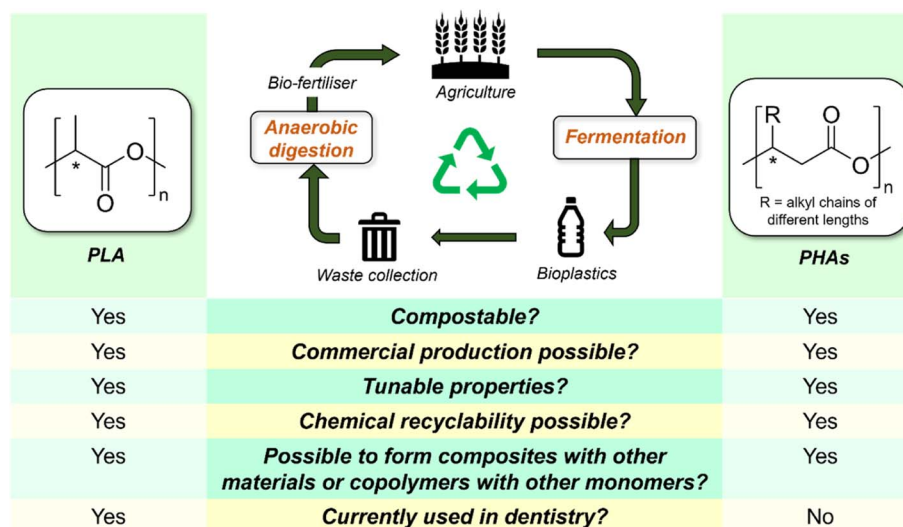 Bio-fertiliser
Agriculture
Anaerobic
digestion
Fermentation
Waste collection
Bioplastics
*
O
O
n
PLA
R
*
O
O
n
R = alkyl chains of
different lengths
PHAs
Yes Compostable? Yes
Yes Commercial production possible? Yes
Yes Tunable properties? Yes
Yes Chemical recyclability possible? Yes
Yes Possible to form composites with other Yes
materials or copolymers with other monomers?
Yes Currently used in dentistry? No